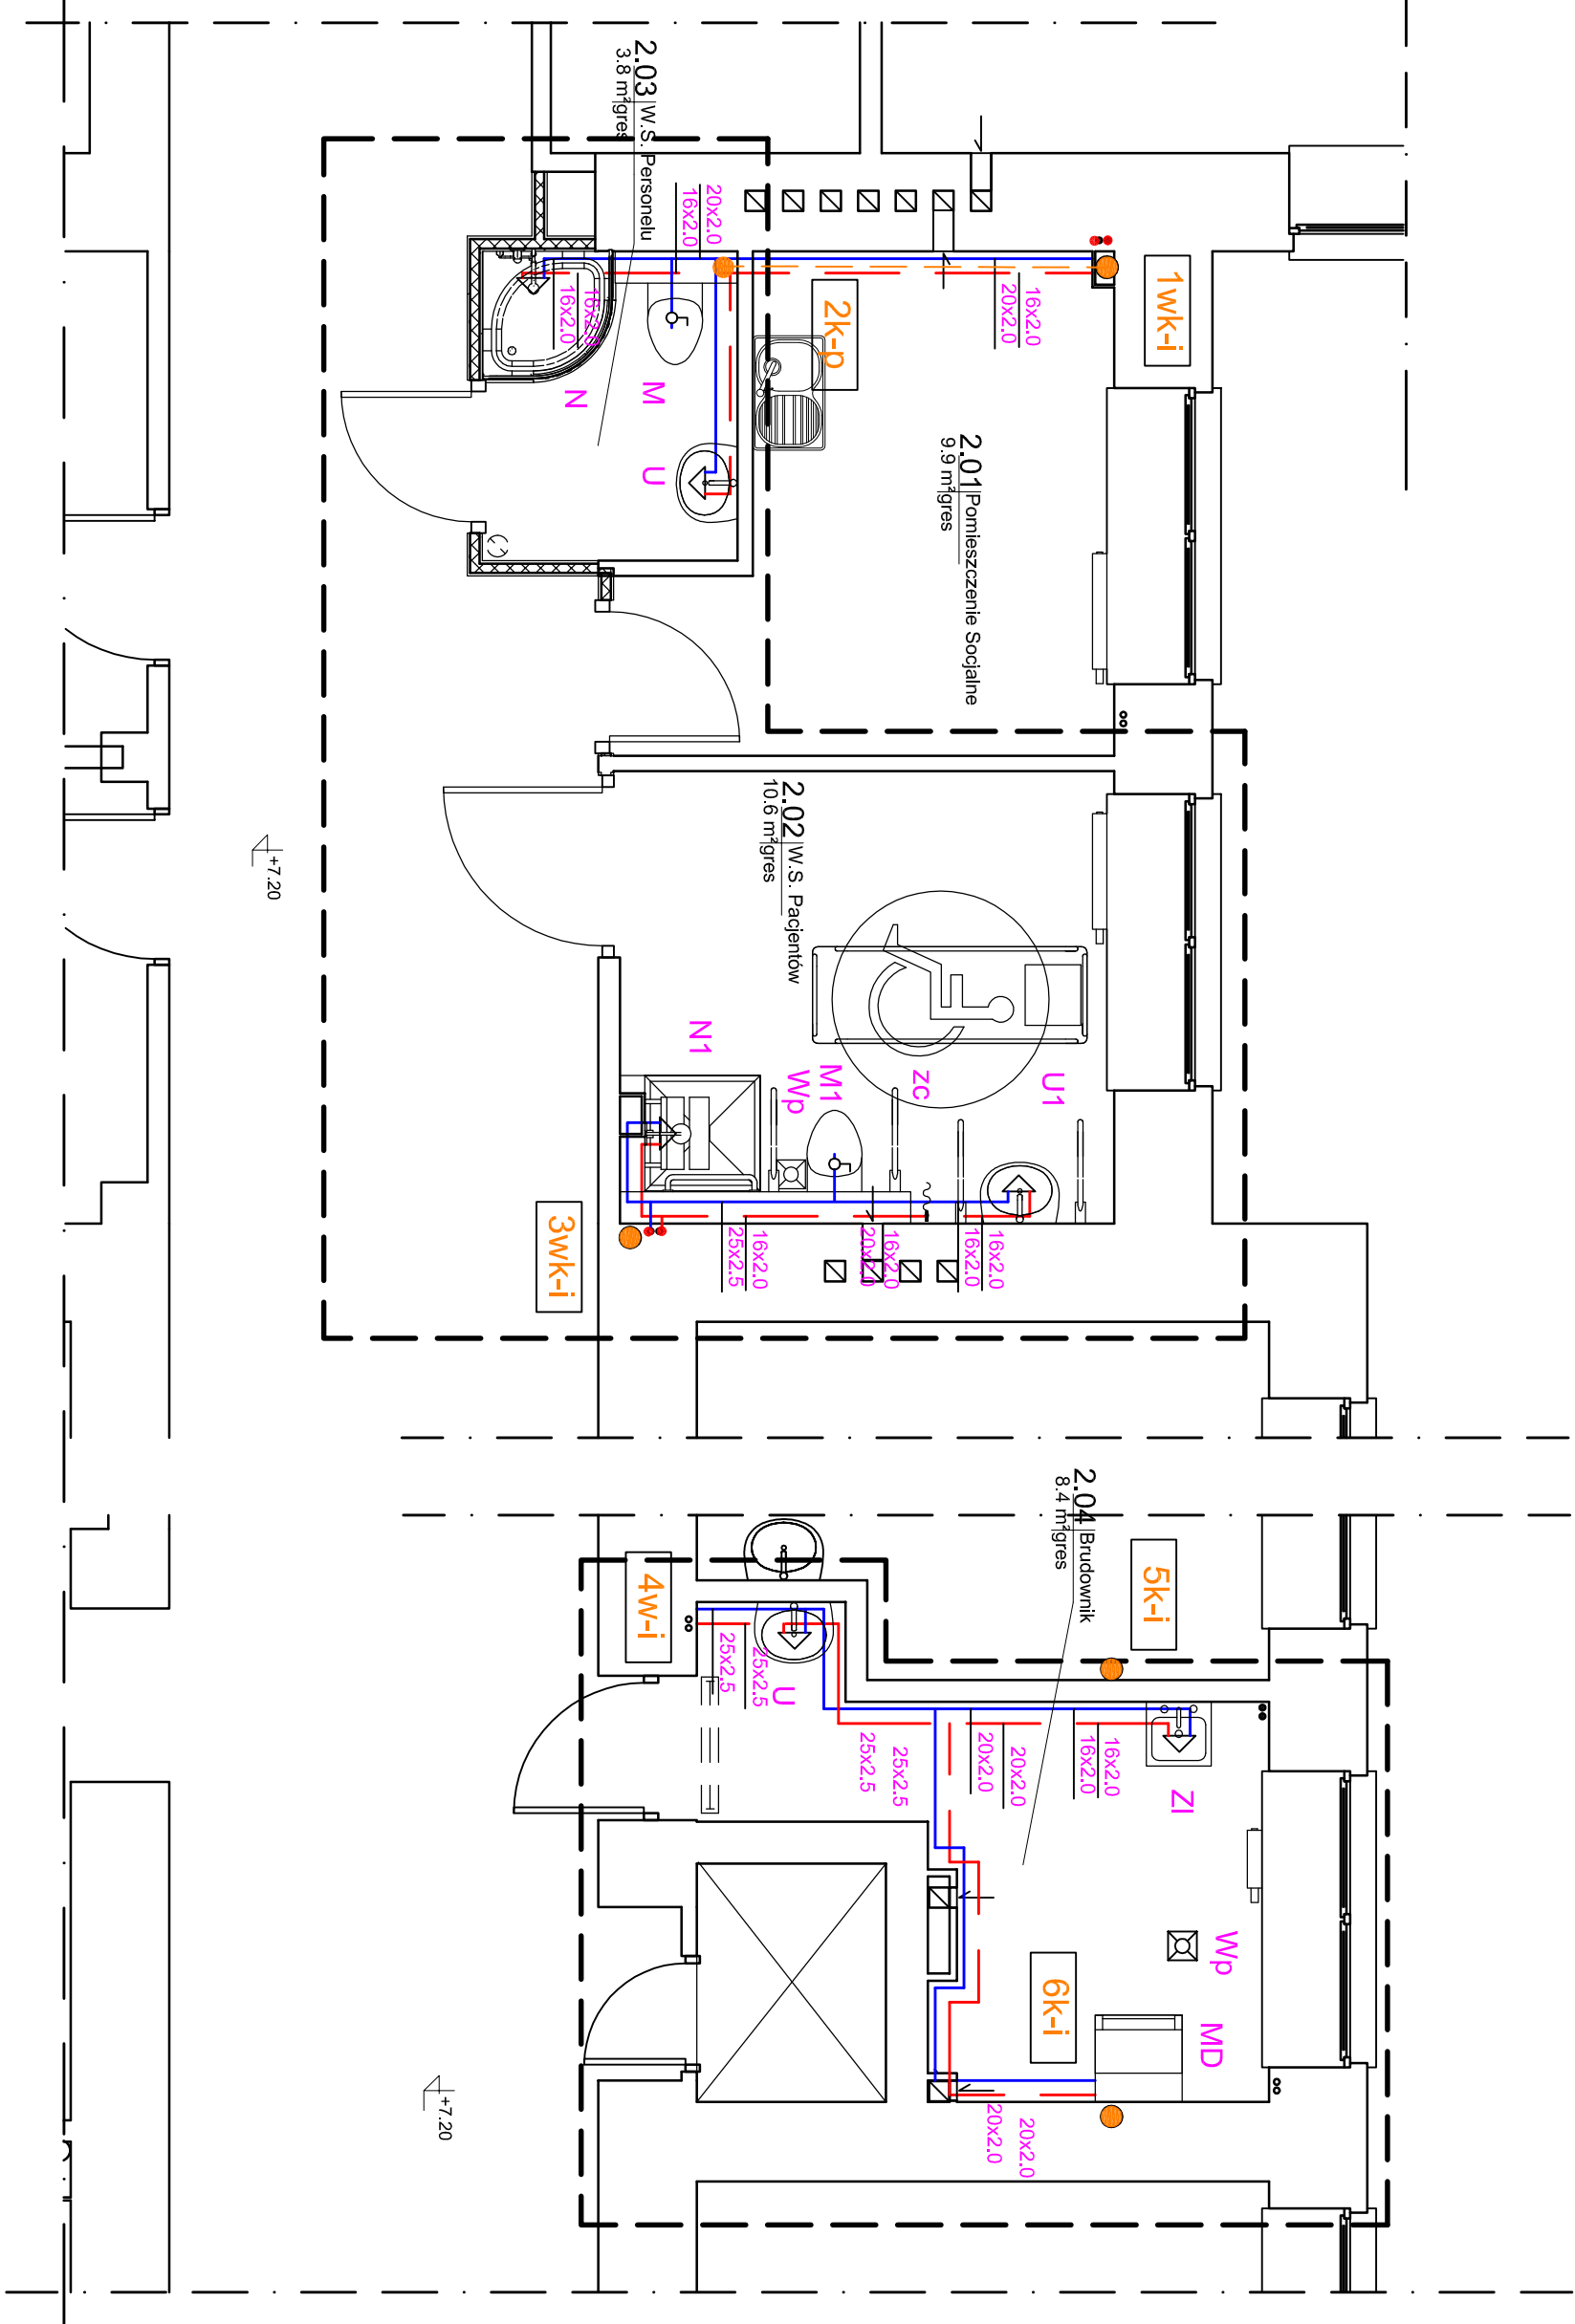 2.03 W.S. Personelu
3.8 m² gres
20x2.0
16x2.0
16x2.0
16x2.0
M
N
U
2k-p
16x2.0
20x2.0
1wk-i
2.01 Pomieszczenie Socjalne
9.9 m² gres
2.02 W.S. Pacjentów
10.6 m² gres
+7.20
N1
M1
Wp
zc
U1
3wk-i
16x2.0
25x2.5
16x2.0
20x2.0
16x2.0
16x2.0
2.04 Brudownik
8.4 m² gres
5k-i
4w-i
25x2.5
25x2.5
U
25x2.5
25x2.5
20x2.0
20x2.0
16x2.0
16x2.0
Zl
Wp
MD
6k-i
20x2.0
20x2.0
+7.20